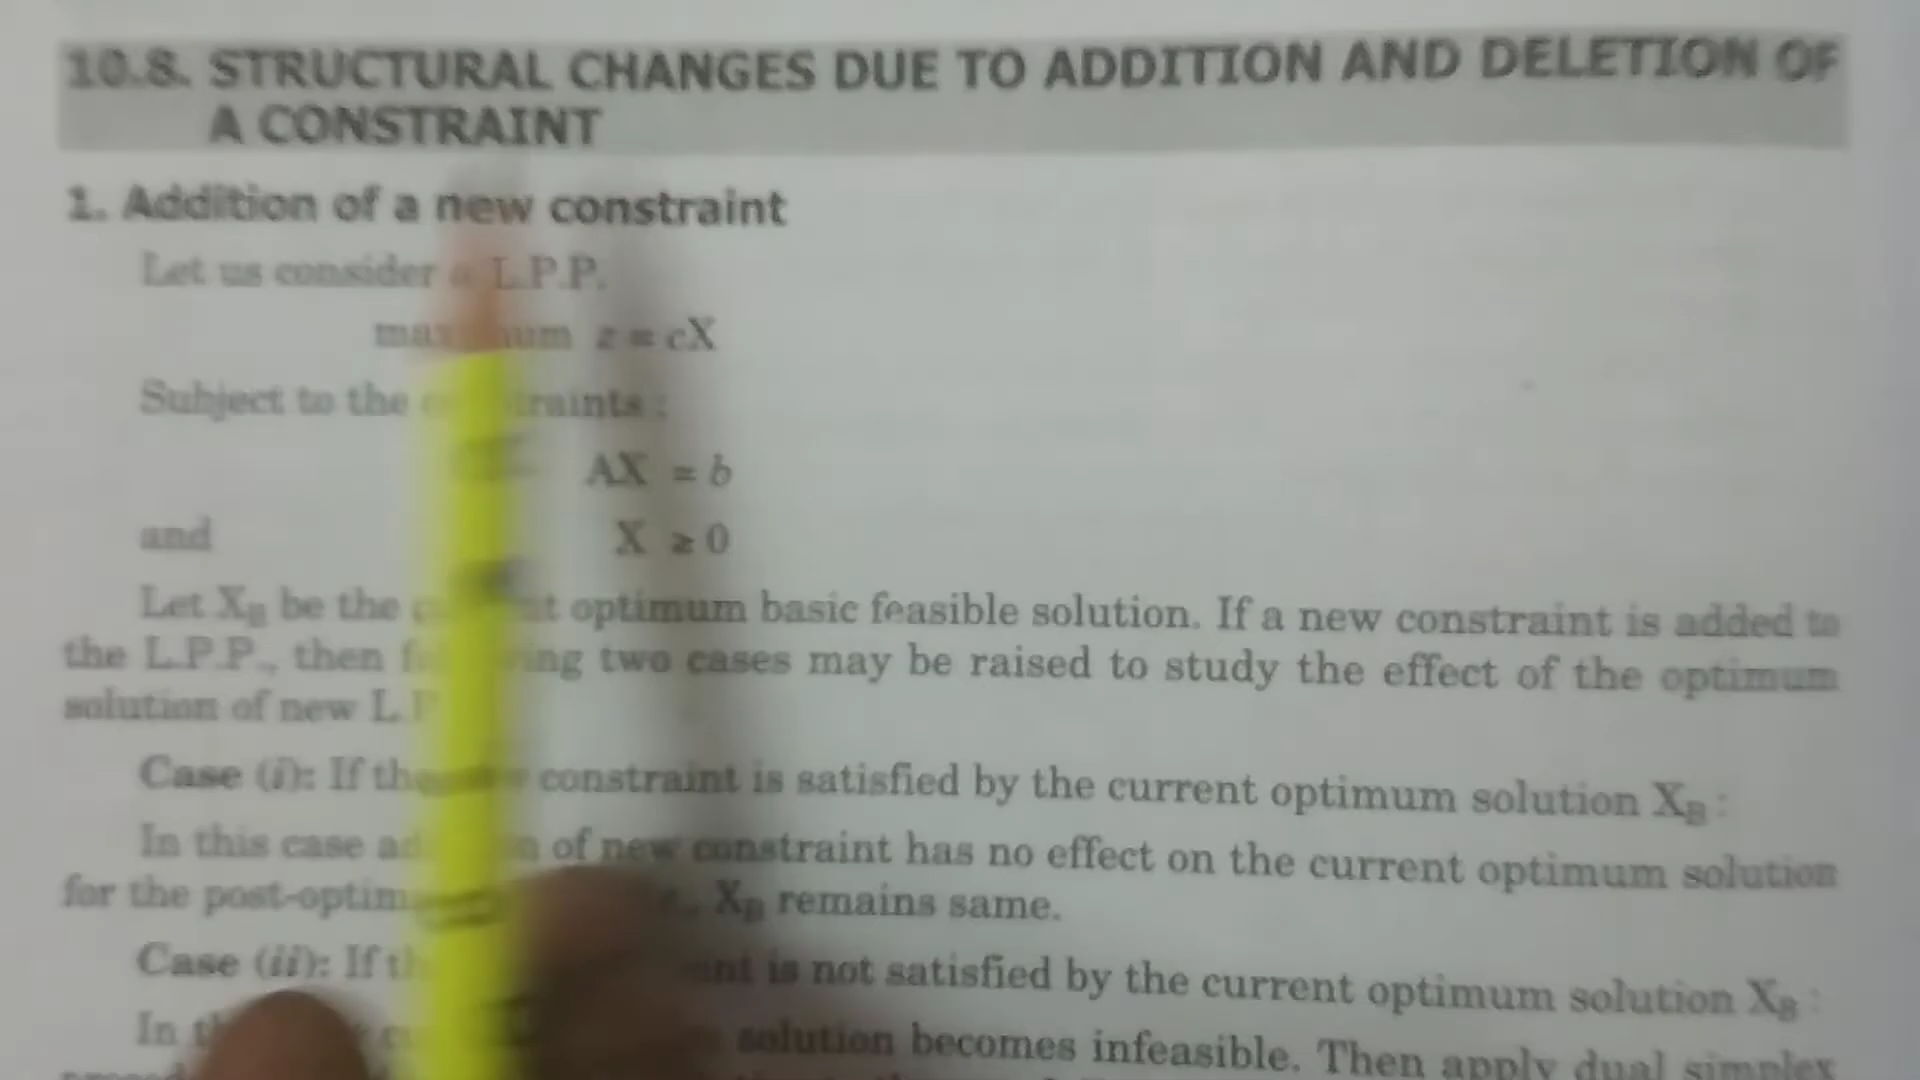 10.8. STRUCTURAL CHANGES DUE TO ADDITION AND DELETION OF
A CONSTRAINT
1. Addition of a new constraint
Let us consider L.P.P.
z = cX
Subject to the
AX = b
and X ≥ 0
Let X_B be the optimum basic feasible solution. If a new constraint is added to
the L.P.P., then two cases may be raised to study the effect of the optimum
solution of new
Case (i): If constraint is satisfied by the current optimum solution X_B :
In this case of new constraint has no effect on the current optimum solution
for the X_B remains same.
Case (ii): If is not satisfied by the current optimum solution X_B :
solution becomes infeasible. Then apply dual simplex